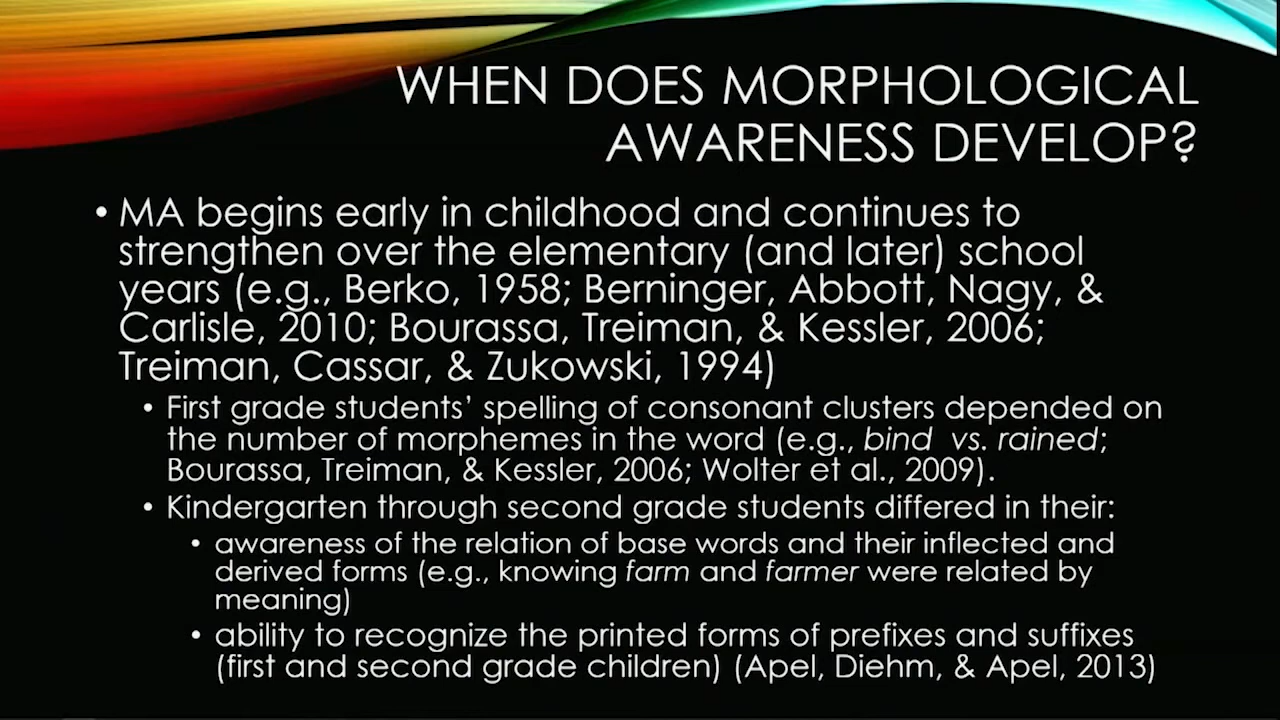 WHEN DOES MORPHOLOGICAL
AWARENESS DEVELOP?
• MA begins early in childhood and continues to
strengthen over the elementary (and later) school
years (e.g., Berko, 1958; Berninger, Abbott, Nagy, &
Carlisle, 2010; Bourassa, Treiman, & Kessler, 2006;
Treiman, Cassar, & Zukowski, 1994)
• First grade students’ spelling of consonant clusters depended on
the number of morphemes in the word (e.g., bind vs. rained;
Bourassa, Treiman, & Kessler, 2006; Wolter et al., 2009).
• Kindergarten through second grade students differed in their:
• awareness of the relation of base words and their inflected and
derived forms (e.g., knowing farm and farmer were related by
meaning)
• ability to recognize the printed forms of prefixes and suffixes
(first and second grade children) (Apel, Diehm, & Apel, 2013)